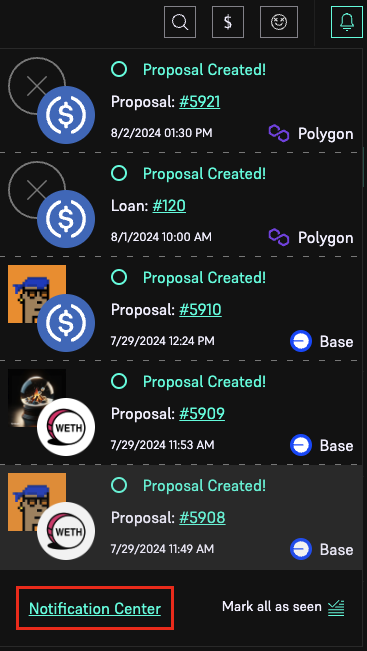 $
Proposal Created!
Proposal: #5921
8/2/2024 01:30 PM
Polygon
Proposal Created!
Loan: #120
8/1/2024 10:00 AM
Polygon
Proposal Created!
Proposal: #5910
7/29/2024 12:24 PM
Base
Proposal Created!
WETH
Proposal: #5909
7/29/2024 11:53 AM
Base
Proposal Created!
WETH
Proposal: #5908
7/29/2024 11:49 AM
Base
Notification Center
Mark all as seen